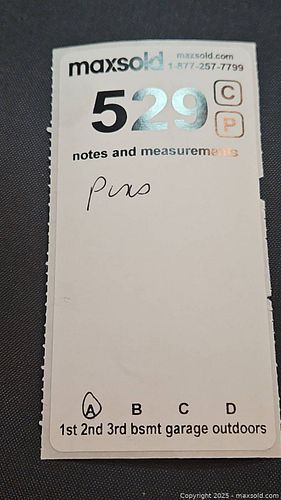 maxsold maxsold.com
1-877-257-7799
529 C
P
notes and measurements
Pins
A B C D
1st 2nd 3rd bsmt garage outdoors
Copyright 2025 - maxsold.com